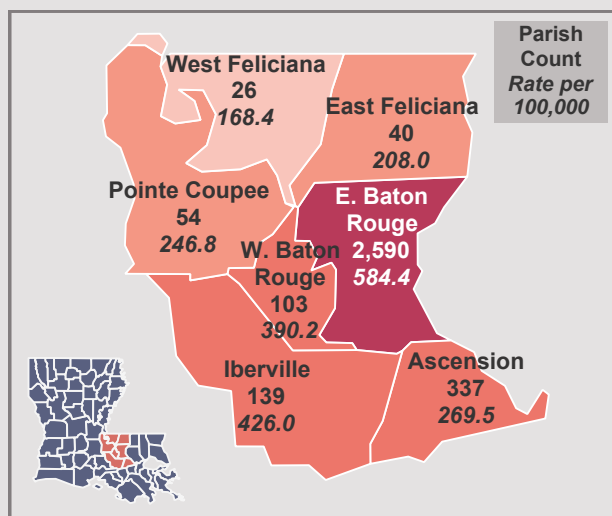 Parish
Count
Rate per
100,000
West Feliciana
26
168.4
East Feliciana
40
208.0
Pointe Coupee
54
246.8
E. Baton
Rouge
2,590
584.4
W. Baton
Rouge
103
390.2
Iberville
139
426.0
Ascension
337
269.5